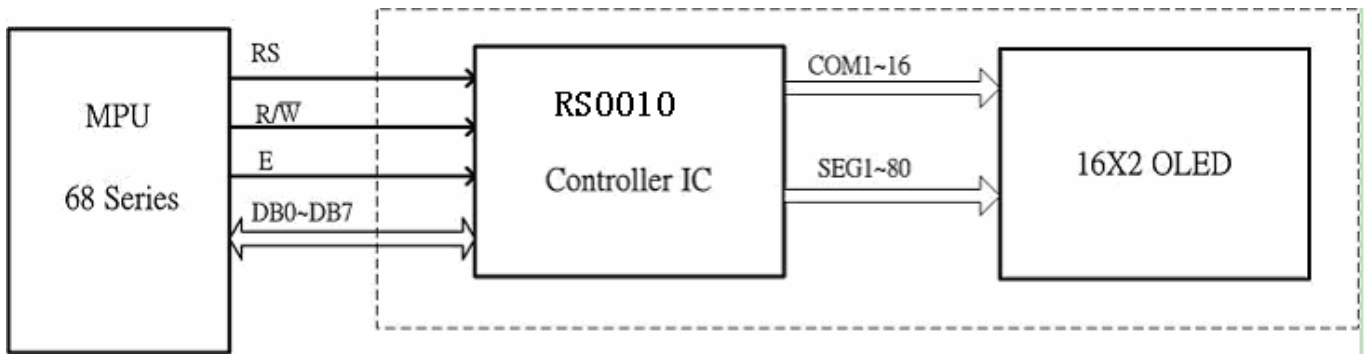 MPU
68 Series
RS
R/W̅
E
DB0~DB7
RS0010
Controller IC
COM1~16
SEG1~80
16X2 OLED